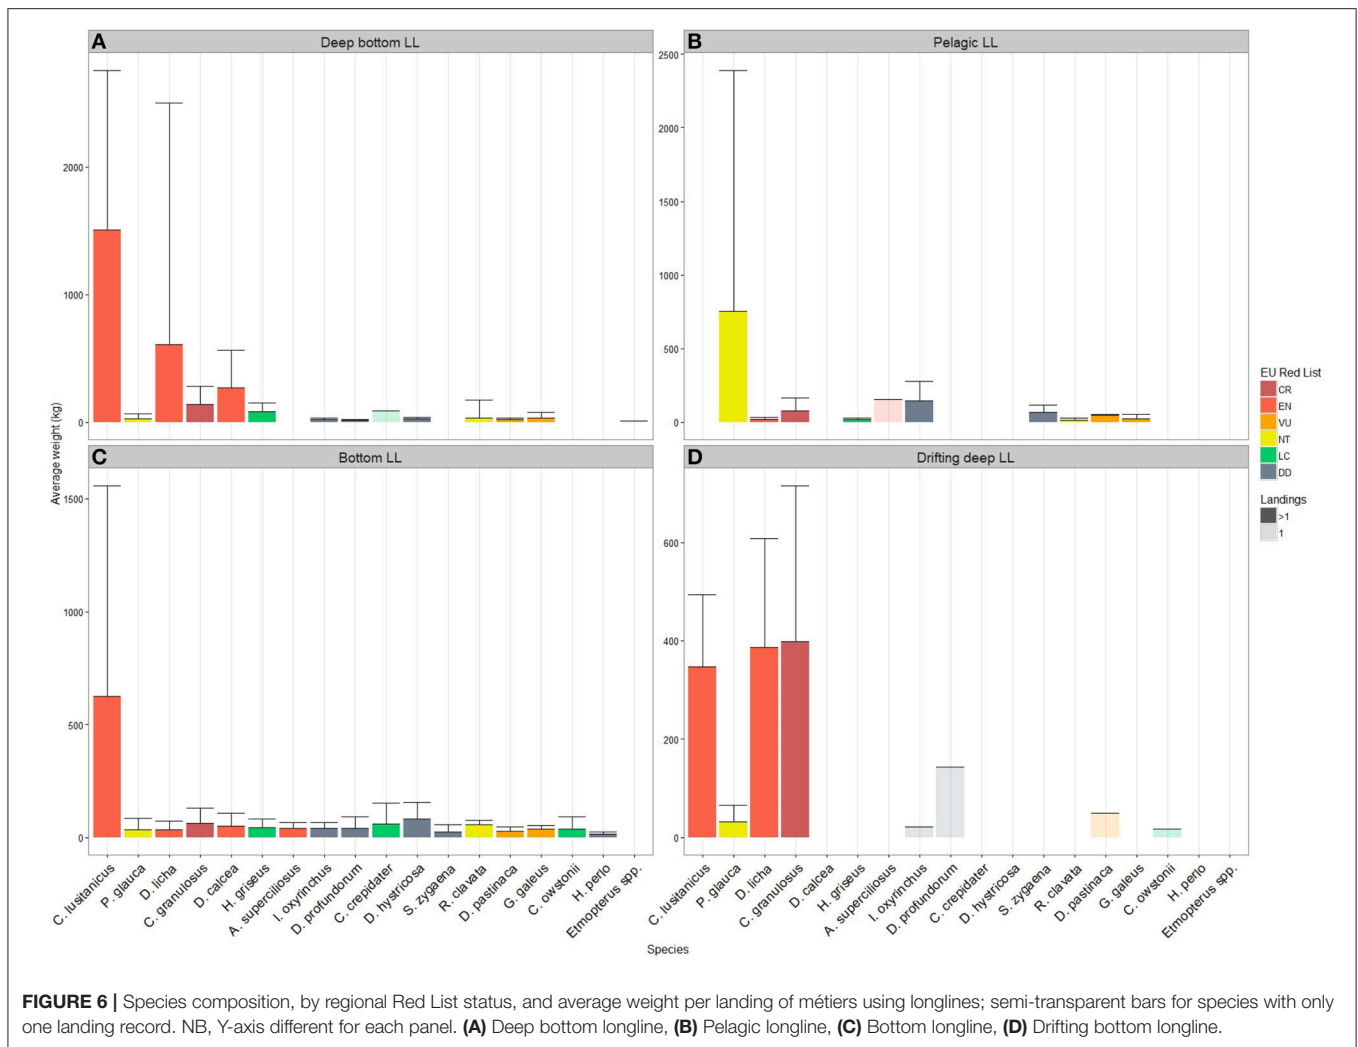 A
Deep bottom LL
B
Pelagic LL
2000
1000
0
2500
2000
1500
1000
500
0
C
Bottom LL
D
Drifting deep LL
1500
1000
500
0
600
400
200
0
Average weight (kg)
EU Red List
CR
EN
VU
NT
LC
DD
Landings
>1
1
C. lusitanicus
P. glauca
D. licha
C. granulosus
D. calcea
H. griseus
A. superciliosus
I. oxyrinchus
D. profundorum
C. crepidater
D. hystricosa
S. zygaena
R. clavata
D. pastinaca
G. galeus
C. owstonii
H. perlo
Etmopterus spp.
C. lusitanicus
P. glauca
D. licha
C. granulosus
D. calcea
H. griseus
A. superciliosus
I. oxyrinchus
D. profundorum
C. crepidater
D. hystricosa
S. zygaena
R. clavata
D. pastinaca
G. galeus
C. owstonii
H. perlo
Etmopterus spp.
Species
FIGURE 6 | Species composition, by regional Red List status, and average weight per landing of métiers using longlines; semi-transparent bars for species with only
one landing record. NB, Y-axis different for each panel. (A) Deep bottom longline, (B) Pelagic longline, (C) Bottom longline, (D) Drifting bottom longline.